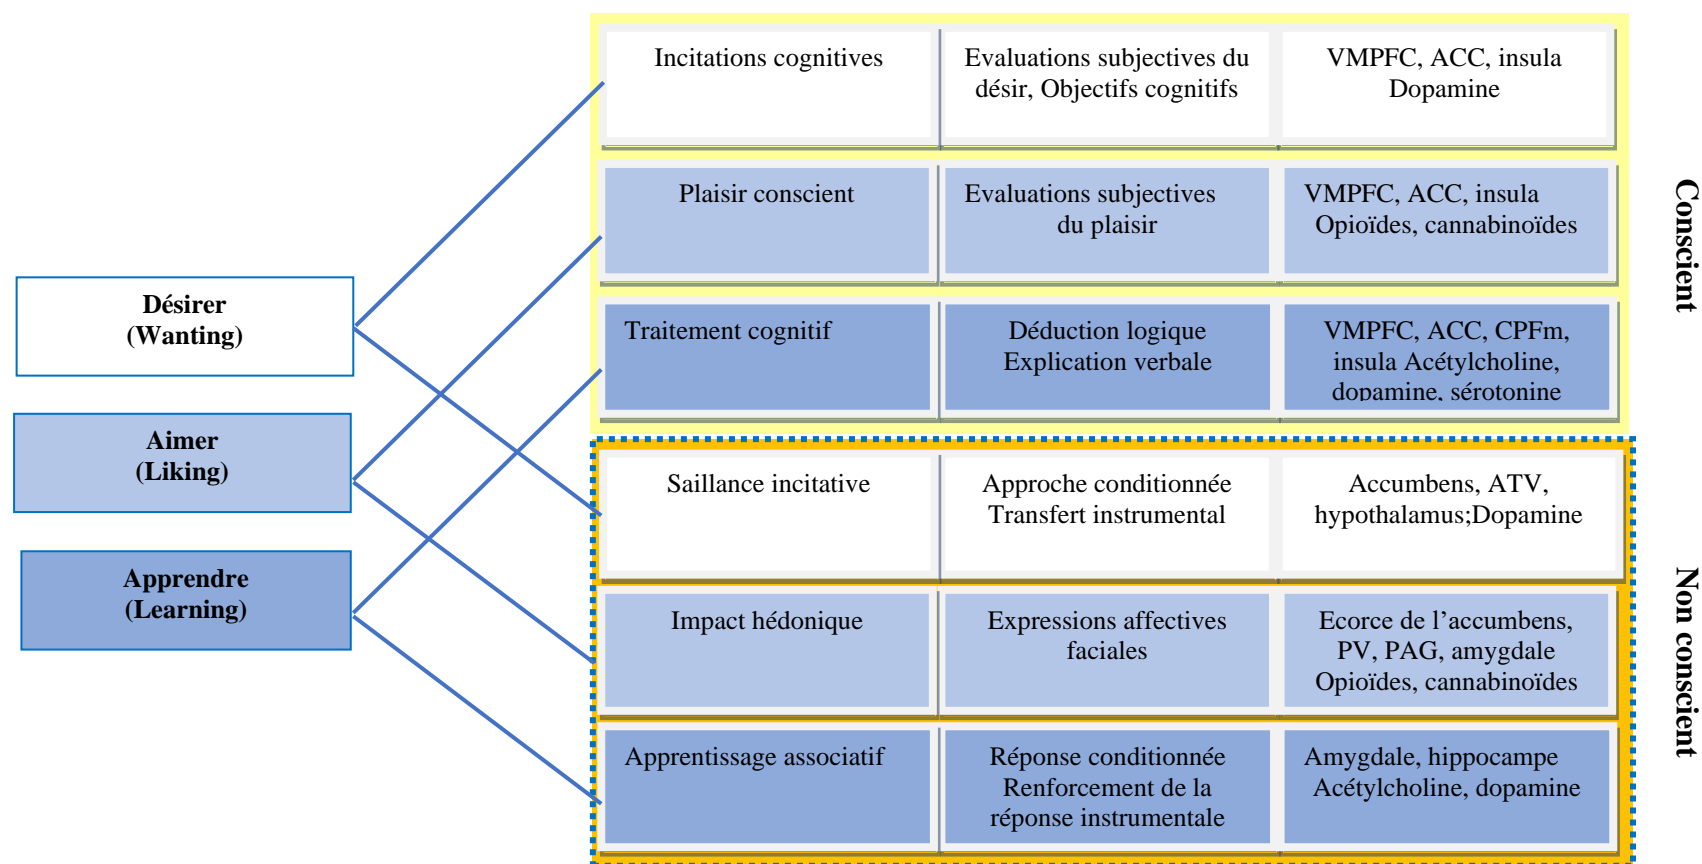 Incitations cognitives
Evaluations subjectives du
désir, Objectifs cognitifs
VMPFC, ACC, insula
Dopamine
Plaisir conscient
Evaluations subjectives
du plaisir
VMPFC, ACC, insula
Opioïdes, cannabinoïdes
Traitement cognitif
Déduction logique
Explication verbale
VMPFC, ACC, CPFm,
insula Acétylcholine,
dopamine, sérotonine
Conscient
Désirer
(Wanting)
Aimer
(Liking)
Apprendre
(Learning)
Saillance incitative
Approche conditionnée
Transfert instrumental
Accumbens, ATV,
hypothalamus;Dopamine
Impact hédonique
Expressions affectives
faciales
Ecorce de l’accumbens,
PV, PAG, amygdale
Opioïdes, cannabinoïdes
Apprentissage associatif
Réponse conditionnée
Renforcement de la
réponse instrumentale
Amygdale, hippocampe
Acétylcholine, dopamine
Non conscient